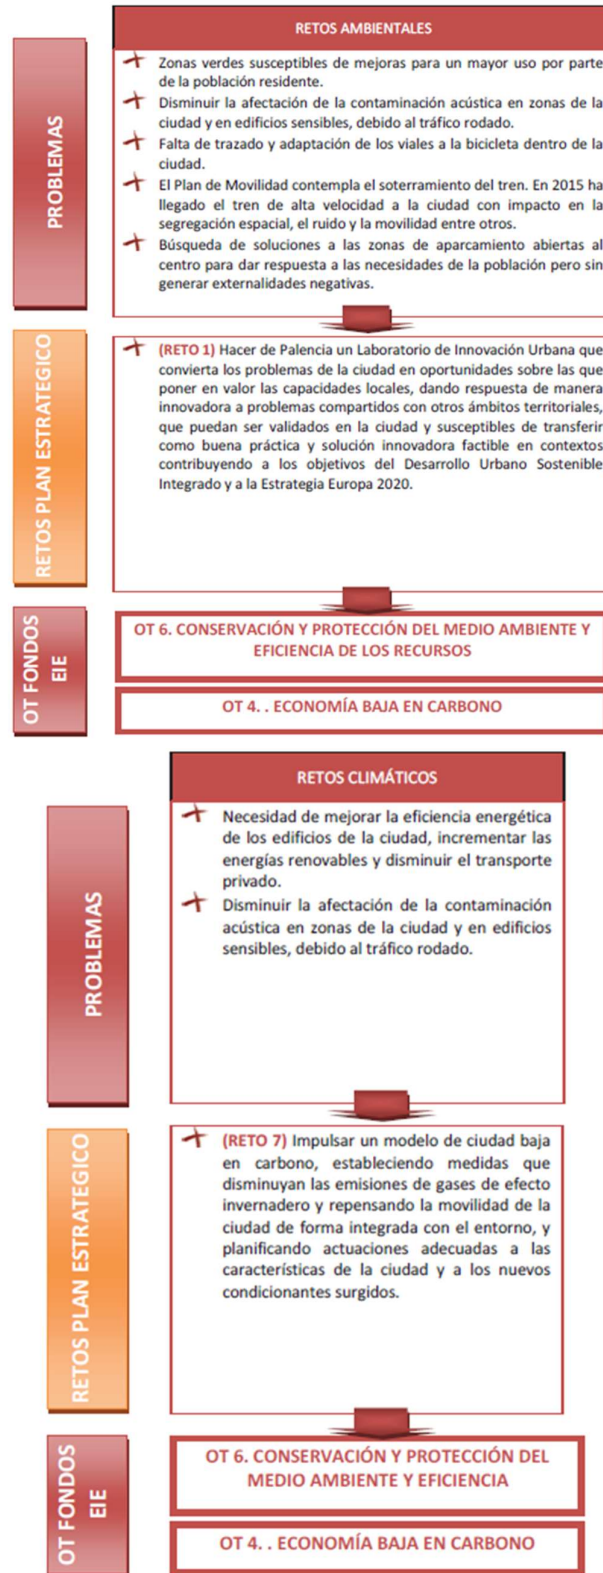 RETOS AMBIENTALES
PROBLEMAS
Zonas verdes susceptibles de mejoras para un mayor uso por parte
de la población residente.
Disminuir la afectación de la contaminación acústica en zonas de la
ciudad y en edificios sensibles, debido al tráfico rodado.
Falta de trazado y adaptación de los viales a la bicicleta dentro de la
ciudad.
El Plan de Movilidad contempla el soterramiento del tren. En 2015 ha
llegado el tren de alta velocidad a la ciudad con impacto en la
segregación espacial, el ruido y la movilidad entre otros.
Búsqueda de soluciones a las zonas de aparcamiento abiertas al
centro para dar respuesta a las necesidades de la población pero sin
generar externalidades negativas.
RETOS PLAN ESTRATEGICO
(RETO 1) Hacer de Palencia un Laboratorio de Innovación Urbana que
convierta los problemas de la ciudad en oportunidades sobre las que
poner en valor las capacidades locales, dando respuesta de manera
innovadora a problemas compartidos con otros ámbitos territoriales,
que puedan ser validados en la ciudad y susceptibles de transferir
como buena práctica y solución innovadora factible en contextos
contribuyendo a los objetivos del Desarrollo Urbano Sostenible
Integrado y a la Estrategia Europa 2020.
OT FONDOS
EIE
OT 6. CONSERVACIÓN Y PROTECCIÓN DEL MEDIO AMBIENTE Y
EFICIENCIA DE LOS RECURSOS
OT 4. . ECONOMÍA BAJA EN CARBONO
RETOS CLIMÁTICOS
PROBLEMAS
Necesidad de mejorar la eficiencia energética
de los edificios de la ciudad, incrementar las
energías renovables y disminuir el transporte
privado.
Disminuir la afectación de la contaminación
acústica en zonas de la ciudad y en edificios
sensibles, debido al tráfico rodado.
RETOS PLAN ESTRATEGICO
(RETO 7) Impulsar un modelo de ciudad baja
en carbono, estableciendo medidas que
disminuyan las emisiones de gases de efecto
invernadero y repensando la movilidad de la
ciudad de forma integrada con el entorno, y
planificando actuaciones adecuadas a las
características de la ciudad y a los nuevos
condicionantes surgidos.
OT FONDOS
EIE
OT 6. CONSERVACIÓN Y PROTECCIÓN DEL
MEDIO AMBIENTE Y EFICIENCIA
OT 4. . ECONOMÍA BAJA EN CARBONO